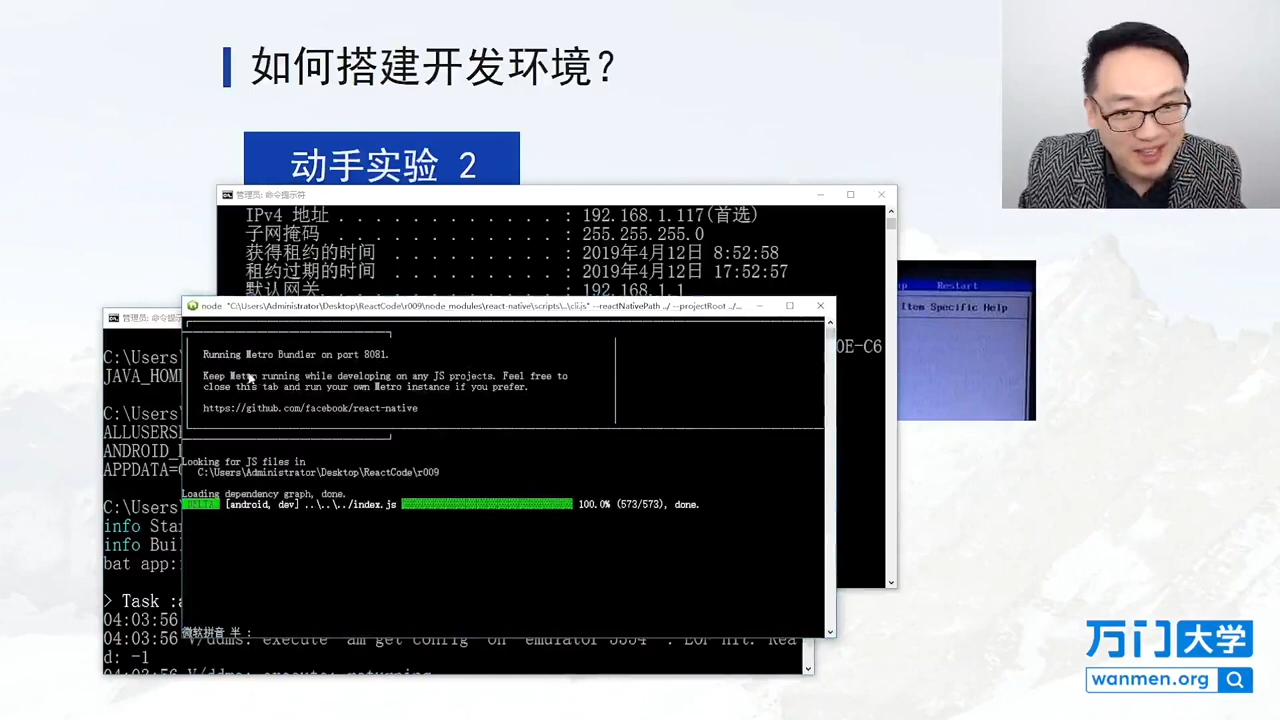 如何搭建开发环境？
动手实验 2
管理员: 命令提示符
IPv4 地址 . . . . . . . . . . . . : 192.168.1.117(首选)
子网掩码 . . . . . . . . . . . . : 255.255.255.0
获得租约的时间 . . . . . . . . . : 2019年4月12日 8:52:58
租约过期的时间 . . . . . . . . . : 2019年4月12日 17:52:57
默认网关. . . . . . . . . . . . . : 192.168.1.1
0E-C6
Restart
Item Specific Help
node "C:\Users\Administrator\Desktop\ReactCode\r009\node_modules\react-native\scripts\..\cli.js" --reactNativePath ../ --projectRoot ../...
Running Metro Bundler on port 8081.
Keep Metro running while developing on any JS projects. Feel free to
close this tab and run your own Metro instance if you prefer.
https://github.com/facebook/react-native
Looking for JS files in
C:\Users\Administrator\Desktop\ReactCode\r009
Loading dependency graph, done.
[android, dev] ..\..\../index.js 100.0% (573/573), done.
微软拼音 半 :
管理员: 命令提示
C:\Users\
JAVA_HOM
C:\Users\
ALLUSERS
ANDROID_
APPDATA=
C:\Users\
info Star
info Bui
bat app:
> Task :a
04:03:56
04:03:56 V/ddms: execute
d: -1
万门大学
wanmen.org